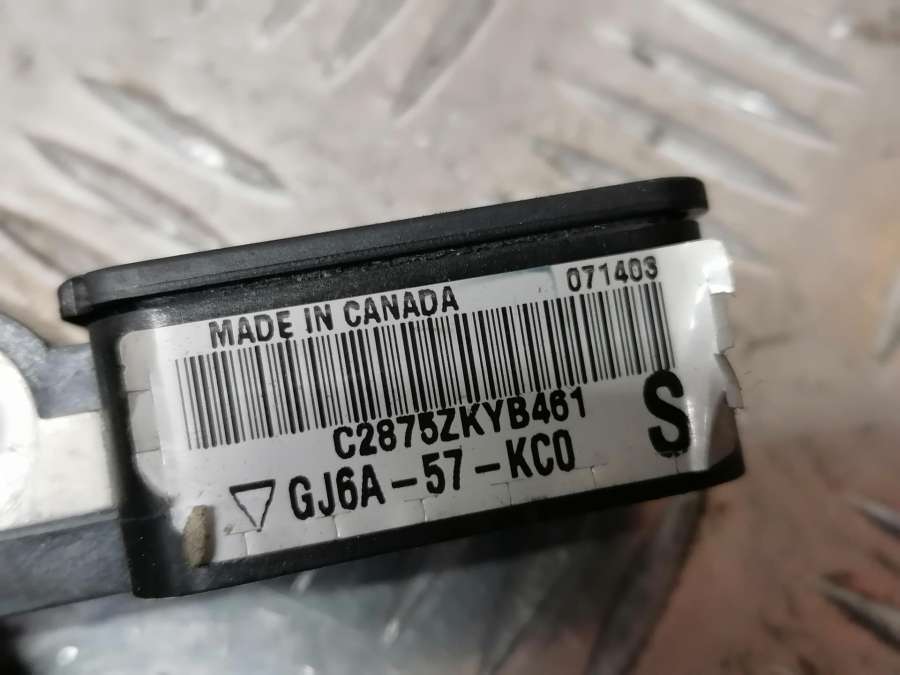 MADE IN CANADA 071403
C2875ZKYB461
GJ6A-57-KC0
S